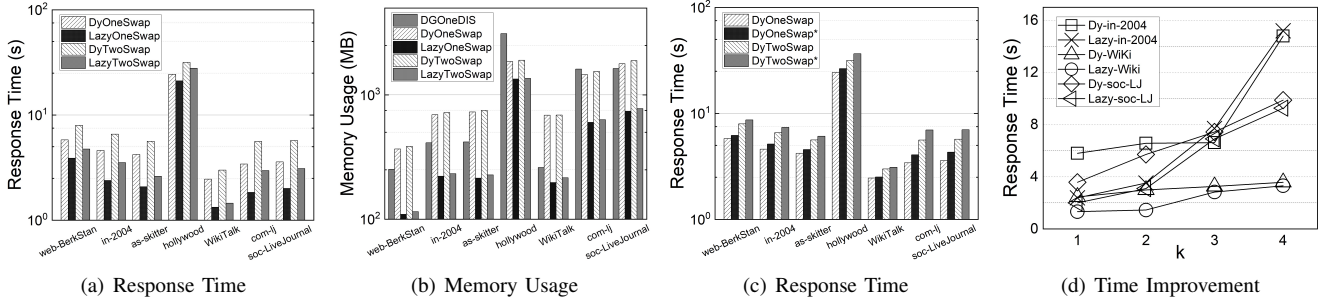 Response Time (s)
10²
10¹
10⁰
DyOneSwap
LazyOneSwap
DyTwoSwap
LazyTwoSwap
web-BerkStan
in-2004
as-skitter
hollywood
WikiTalk
com-lj
soc-LiveJournal
(a) Response Time
Memory Usage (MB)
10³
10²
DGOneDIS
DyOneSwap
LazyOneSwap
DyTwoSwap
LazyTwoSwap
web-BerkStan
in-2004
as-skitter
hollywood
WikiTalk
com-lj
soc-LiveJournal
(b) Memory Usage
Response Time (s)
10²
10¹
10⁰
DyOneSwap
DyOneSwap*
DyTwoSwap
DyTwoSwap*
web-BerkStan
in-2004
as-skitter
hollywood
WikiTalk
com-lj
soc-LiveJournal
(c) Response Time
Response Time (s)
16
12
8
4
0
Dy-in-2004
Lazy-in-2004
Dy-WiKi
Lazy-Wiki
Dy-soc-LJ
Lazy-soc-LJ
1 2 3 4
k
(d) Time Improvement